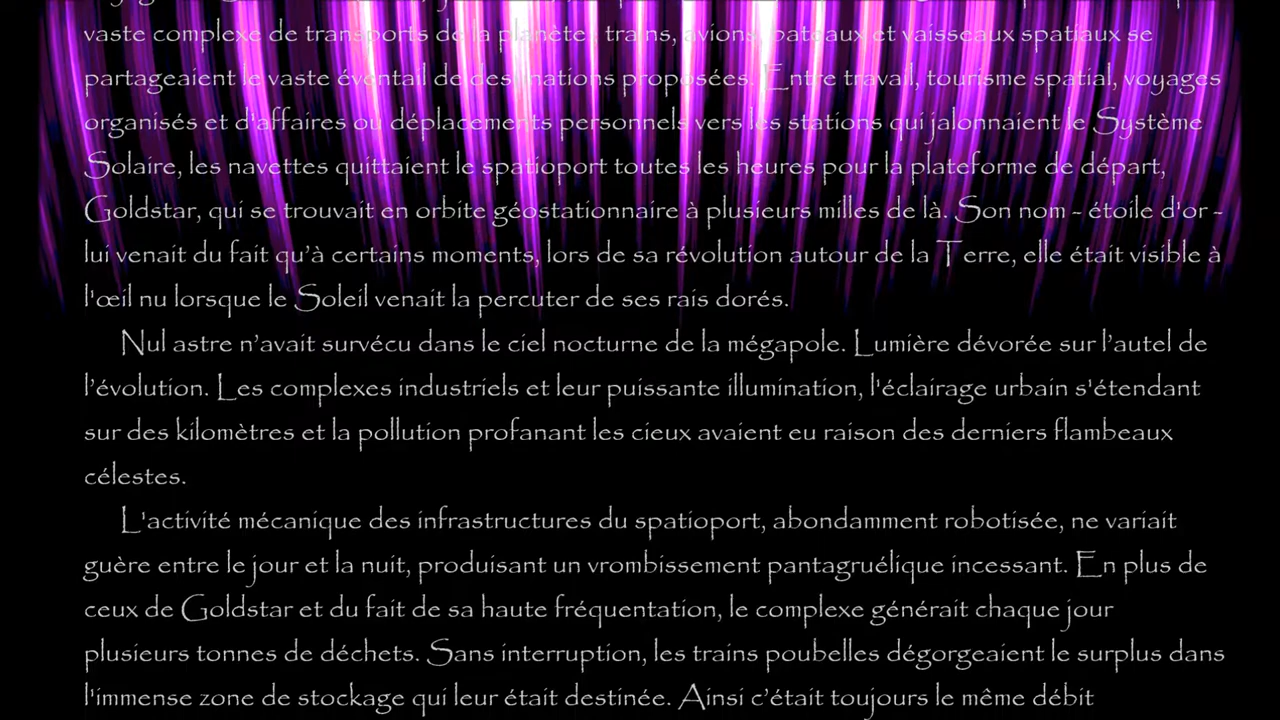 vaste complexe de transports de la planète : trains, avions, bateaux et vaisseaux spatiaux se
partageaient le vaste éventail de destinations proposées. Entre travail, tourisme spatial, voyages
organisés et d'affaires ou déplacements personnels vers les stations qui jalonnaient le Système
Solaire, les navettes quittaient le spatioport toutes les heures pour la plateforme de départ,
Goldstar, qui se trouvait en orbite géostationnaire à plusieurs milles de là. Son nom - étoile d'or -
lui venait du fait qu'à certains moments, lors de sa révolution autour de la Terre, elle était visible à
l'œil nu lorsque le Soleil venait la percuter de ses rais dorés.
Nul astre n’avait survécu dans le ciel nocturne de la mégapole. Lumière dévorée sur l’autel de
l’évolution. Les complexes industriels et leur puissante illumination, l'éclairage urbain s'étendant
sur des kilomètres et la pollution profanant les cieux avaient eu raison des derniers flambeaux
célestes.
L'activité mécanique des infrastructures du spatioport, abondamment robotisée, ne variait
guère entre le jour et la nuit, produisant un vrombissement pantagruélique incessant. En plus de
ceux de Goldstar et du fait de sa haute fréquentation, le complexe générait chaque jour
plusieurs tonnes de déchets. Sans interruption, les trains poubelles dégorgeaient le surplus dans
l'immense zone de stockage qui leur était destinée. Ainsi c’était toujours le même débit